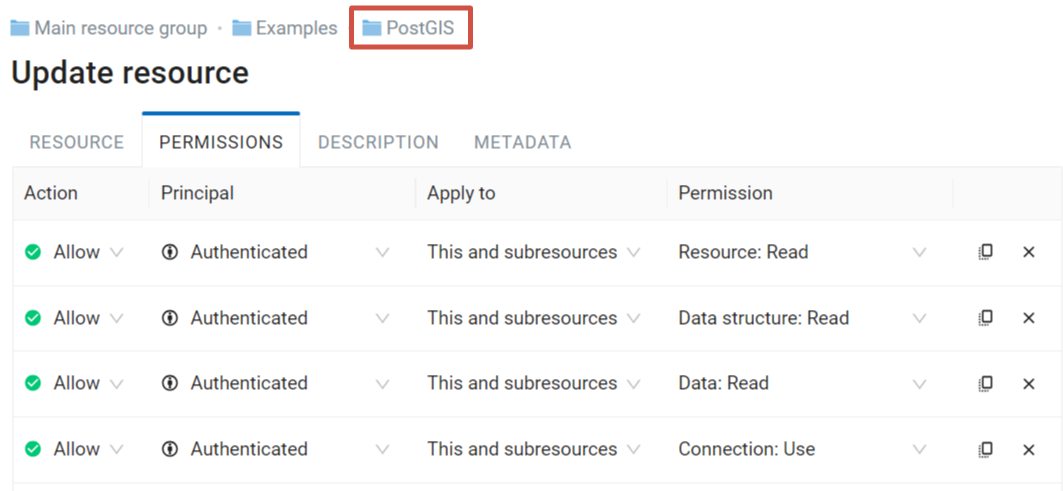 Main resource group · Examples PostGIS
Update resource
RESOURCE PERMISSIONS DESCRIPTION METADATA
Action Principal Apply to Permission
Allow Authenticated This and subresources Resource: Read
Allow Authenticated This and subresources Data structure: Read
Allow Authenticated This and subresources Data: Read
Allow Authenticated This and subresources Connection: Use